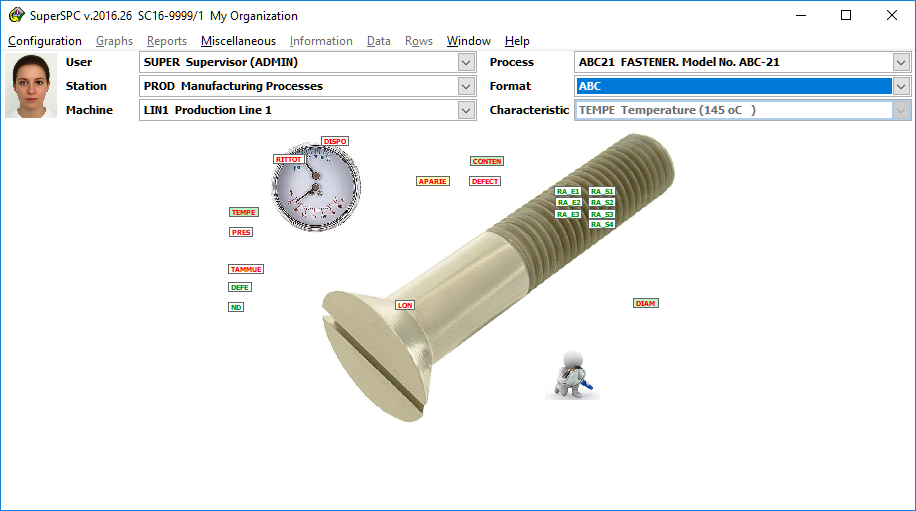 SuperSPC v.2016.26 SC16-9999/1 My Organization
Configuration Graphs Reports Miscellaneous Information Data Rows Window Help
User SUPER Supervisor (ADMIN) Process ABC21 FASTENER. Model No. ABC-21
Station PROD Manufacturing Processes Format ABC
Machine LIN1 Production Line 1 Characteristic TEMPE Temperature (145 oC )
DISPO
RITTOT CONTEN
APARIE DEFECT
RA_E1 RA_S1
RA_E2 RA_S2
TEMPE RA_E3 RA_S3
RA_S4
PRES
TAMMUE
DEFE
ND LON DIAM